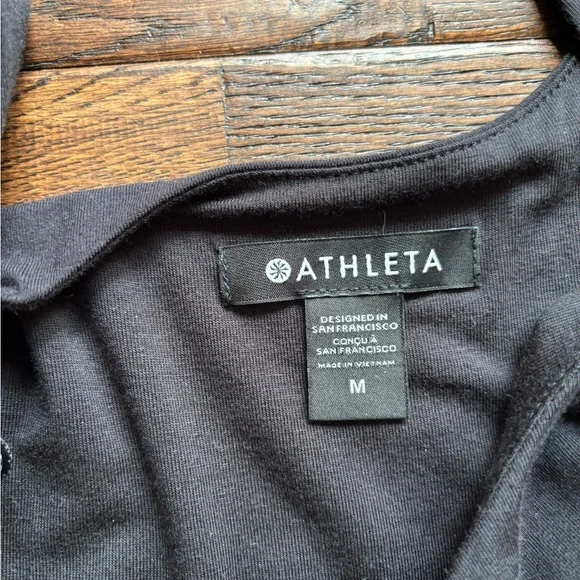 ATHLETA
DESIGNED IN
SAN FRANCISCO
CONÇU À
SAN FRANCISCO
MADE IN VIETNAM
M